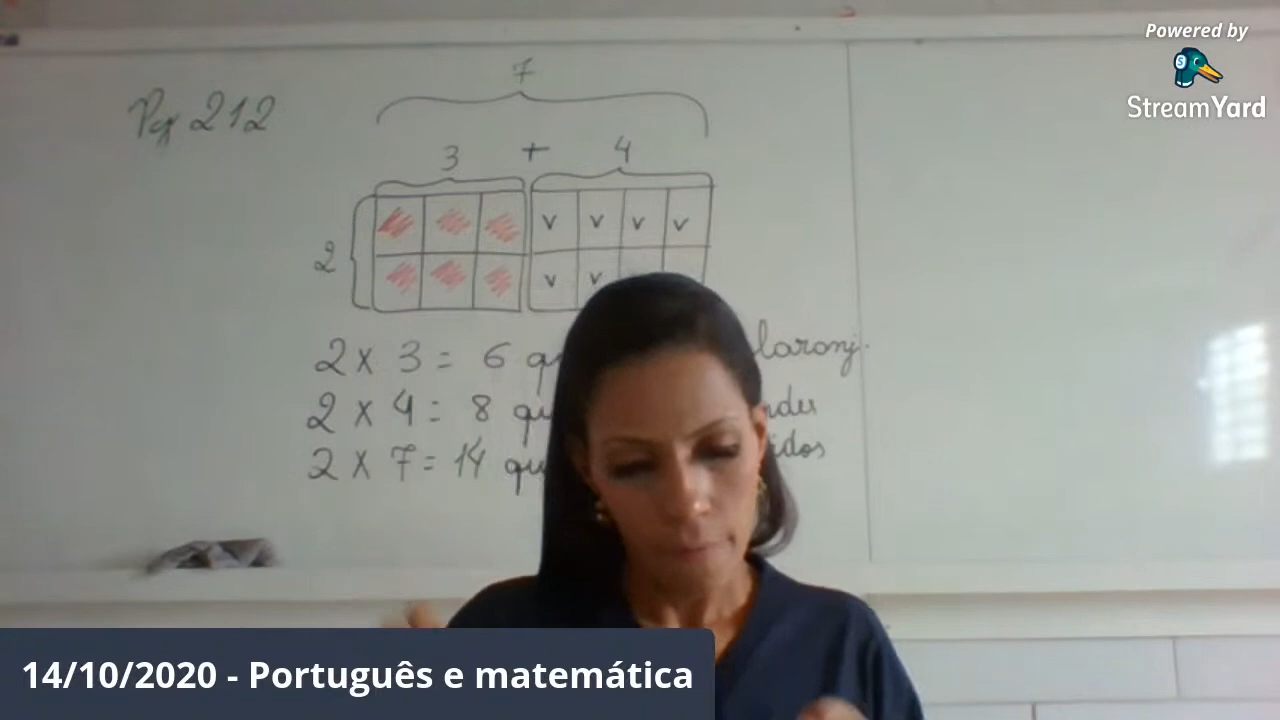 Powered by
StreamYard
Pg 212
7
3 + 4
2
v v v v
v v
2 x 3 = 6 laranj.
2 x 4 = 8
2 x 7 = 14
14/10/2020 - Português e matemática